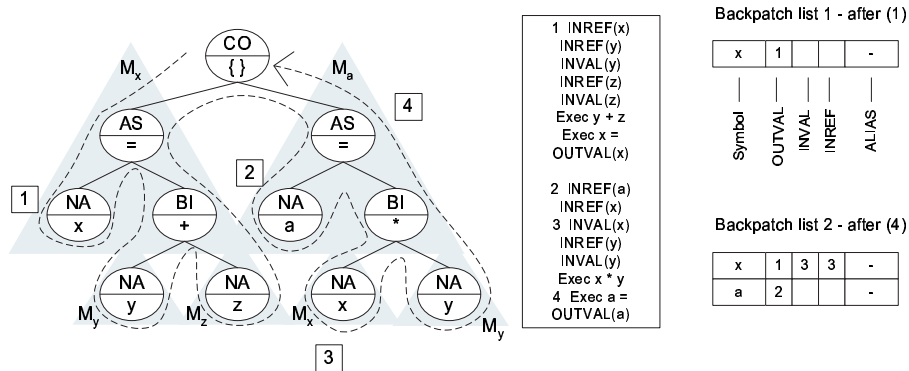 CO
{ }
Mx
Ma
4
AS
=
AS
=
1
2
NA
x
BI
+
NA
a
BI
*
NA
y
NA
z
NA
x
NA
y
My
Mz
Mx
My
3
1 INREF(x)
INREF(y)
INVAL(y)
INREF(z)
INVAL(z)
Exec y + z
Exec x =
OUTVAL(x)
2 INREF(a)
INREF(x)
3 INVAL(x)
INREF(y)
INVAL(y)
Exec x * y
4 Exec a =
OUTVAL(a)
Backpatch list 1 - after (1)
x 1 -
Symbol
OUTVAL
INVAL
INREF
ALIAS
Backpatch list 2 - after (4)
x 1 3 3 -
a 2 -